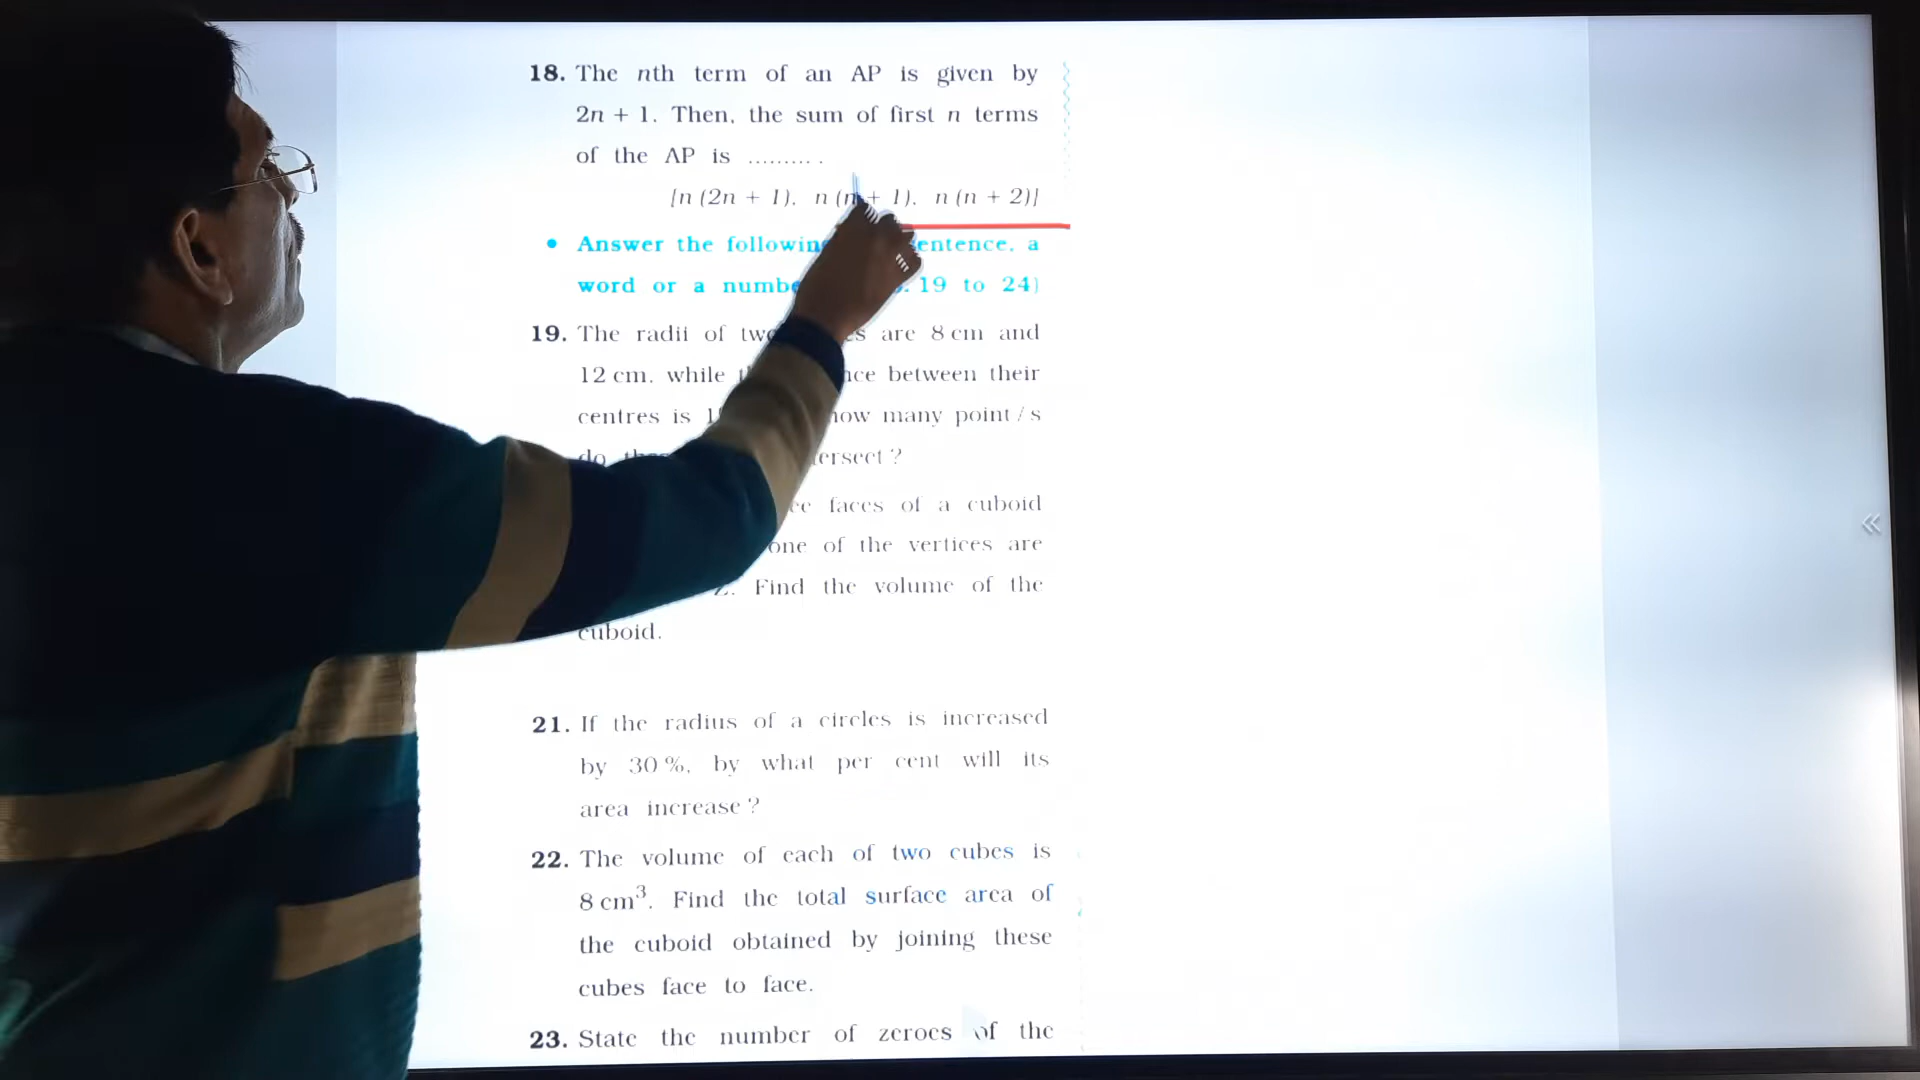 18. The nth term of an AP is given by
2n + 1. Then, the sum of first n terms
of the AP is ..........
[n (2n + 1), n (n + 1), n (n + 2)]
• Answer the following sentence, a
word or a 19 to 24)
19. The radii of are 8 cm and
12 cm, while between their
centres is how many point / s
do
faces of a cuboid
one of the vertices are
Find the volume of the
cuboid.
21. If the radius of a circles is increased
by 30 %, by what per cent will its
area increase ?
22. The volume of each of two cubes is
8 cm³. Find the total surface area of
the cuboid obtained by joining these
cubes face to face.
23. State the number of zeroes of the